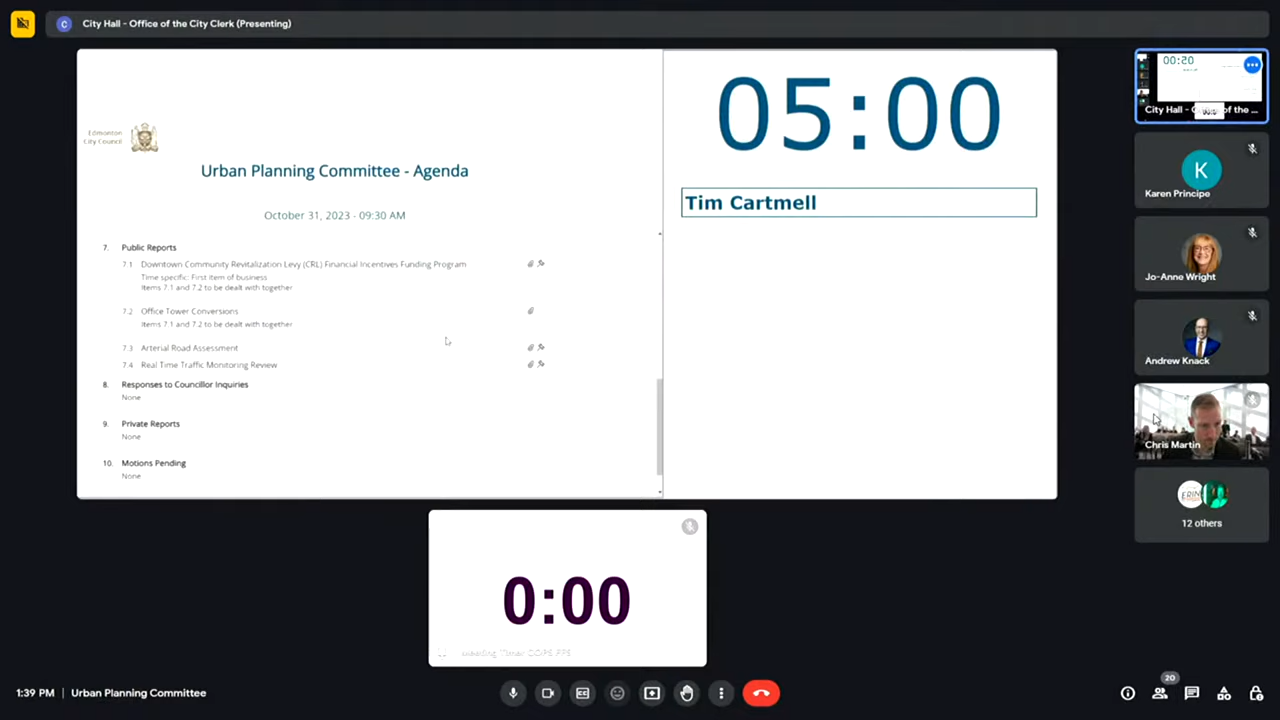 C City Hall - Office of the City Clerk (Presenting)
Edmonton
City Council
Urban Planning Committee - Agenda
October 31, 2023 - 09:30 AM
7. Public Reports
7.1 Downtown Community Revitalization Levy (CRL) Financial Incentives Funding Program
Time specific: First item of business
Items 7.1 and 7.2 to be dealt with together
7.2 Office Tower Conversions
Items 7.1 and 7.2 to be dealt with together
7.3 Arterial Road Assessment
7.4 Real Time Traffic Monitoring Review
8. Responses to Councillor Inquiries
None
9. Private Reports
None
10. Motions Pending
None
05:00
Tim Cartmell
00:20
City Hall - Office of the ...
K
Karen Principe
Jo-Anne Wright
Andrew Knack
Chris Martin
ERIN
12 others
0:00
1:39 PM | Urban Planning Committee
20